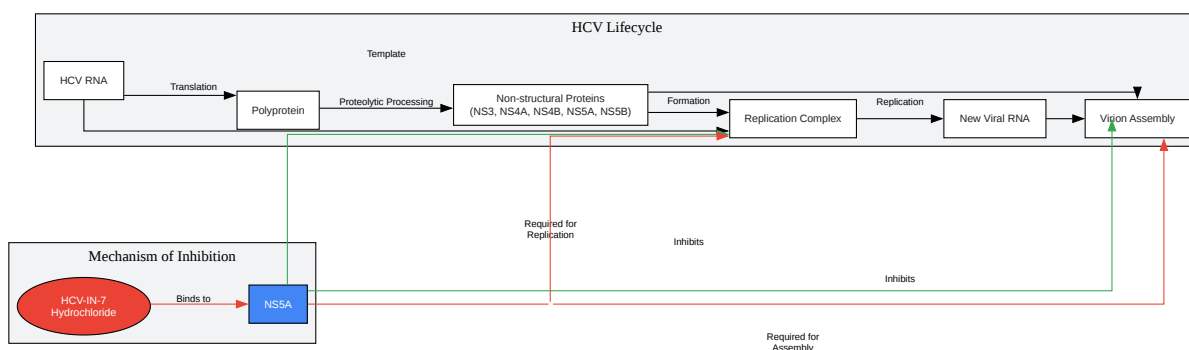 HCV Lifecycle
Template
HCV RNA
Translation
Polyprotein
Proteolytic Processing
Non-structural Proteins
(NS3, NS4A, NS4B, NS5A, NS5B)
Formation
Replication Complex
Replication
New Viral RNA
Virion Assembly
Required for
Replication
Inhibits
Inhibits
Mechanism of Inhibition
HCV-IN-7
Hydrochloride
Binds to
NS5A
Required for
Assembly